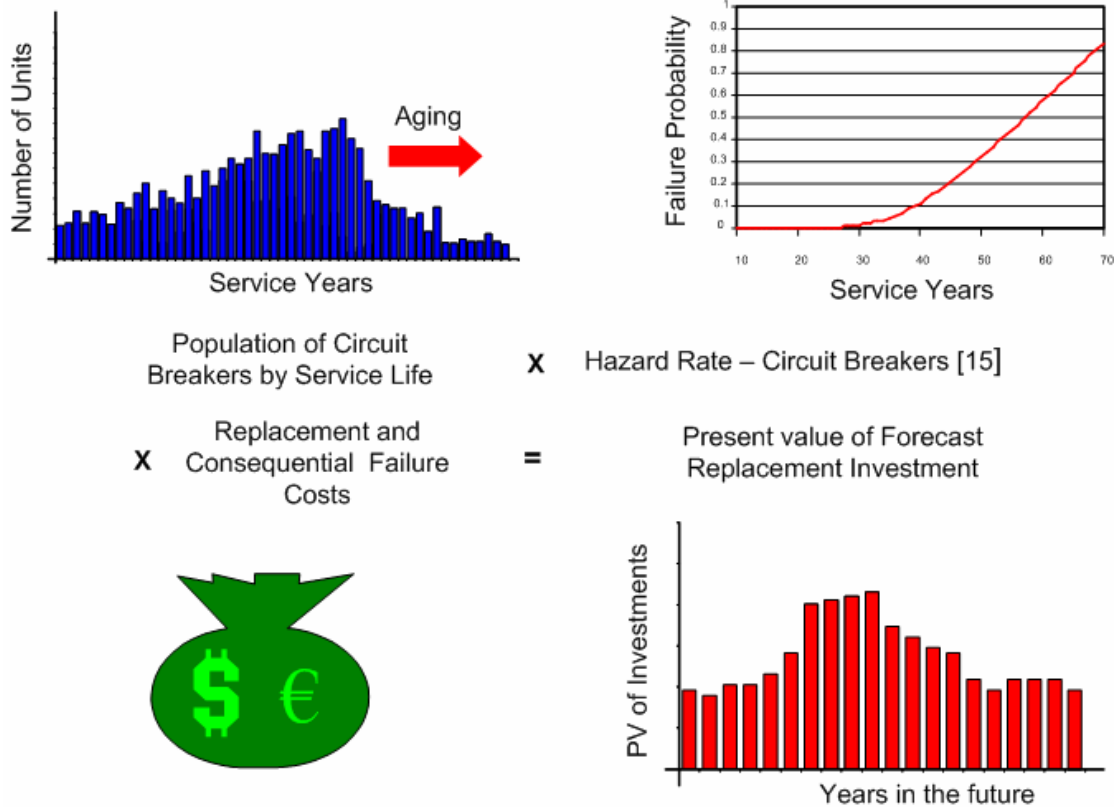 Number of Units
Aging
Service Years
Failure Probability
1
0.9
0.8
0.7
0.6
0.5
0.4
0.3
0.2
0.1
0
10 20 30 40 50 60 70
Service Years
Population of Circuit
Breakers by Service Life
X
Hazard Rate – Circuit Breakers [15]
X
Replacement and
Consequential Failure
Costs
=
Present value of Forecast
Replacement Investment
$ €
PV of Investments
Years in the future